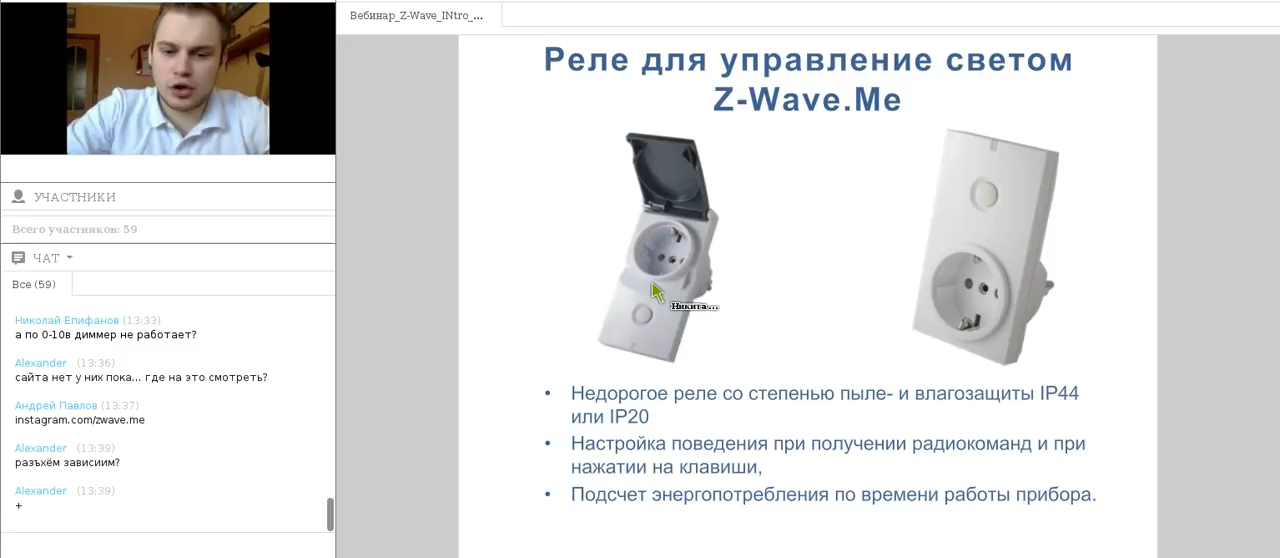 Вебинар_Z-Wave_INtro_...
УЧАСТНИКИ
Всего участников: 59
ЧАТ
Все (59)
Николай Епифанов (13:33)
а по 0-10в диммер не работает?
Alexander (13:36)
сайта нет у них пока... где на это смотреть?
Андрей Павлов (13:37)
instagram.com/zwave.me
Alexander (13:39)
разъхём зависиим?
Alexander (13:39)
+
Реле для управление светом
Z-Wave.Me
Никита...
• Недорогое реле со степенью пыле- и влагозащиты IP44
или IP20
• Настройка поведения при получении радиокоманд и при
нажатии на клавиши,
• Подсчет энергопотребления по времени работы прибора.